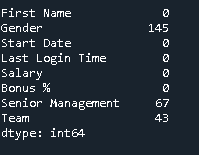 First Name 0
Gender 145
Start Date 0
Last Login Time 0
Salary 0
Bonus % 0
Senior Management 67
Team 43
dtype: int64